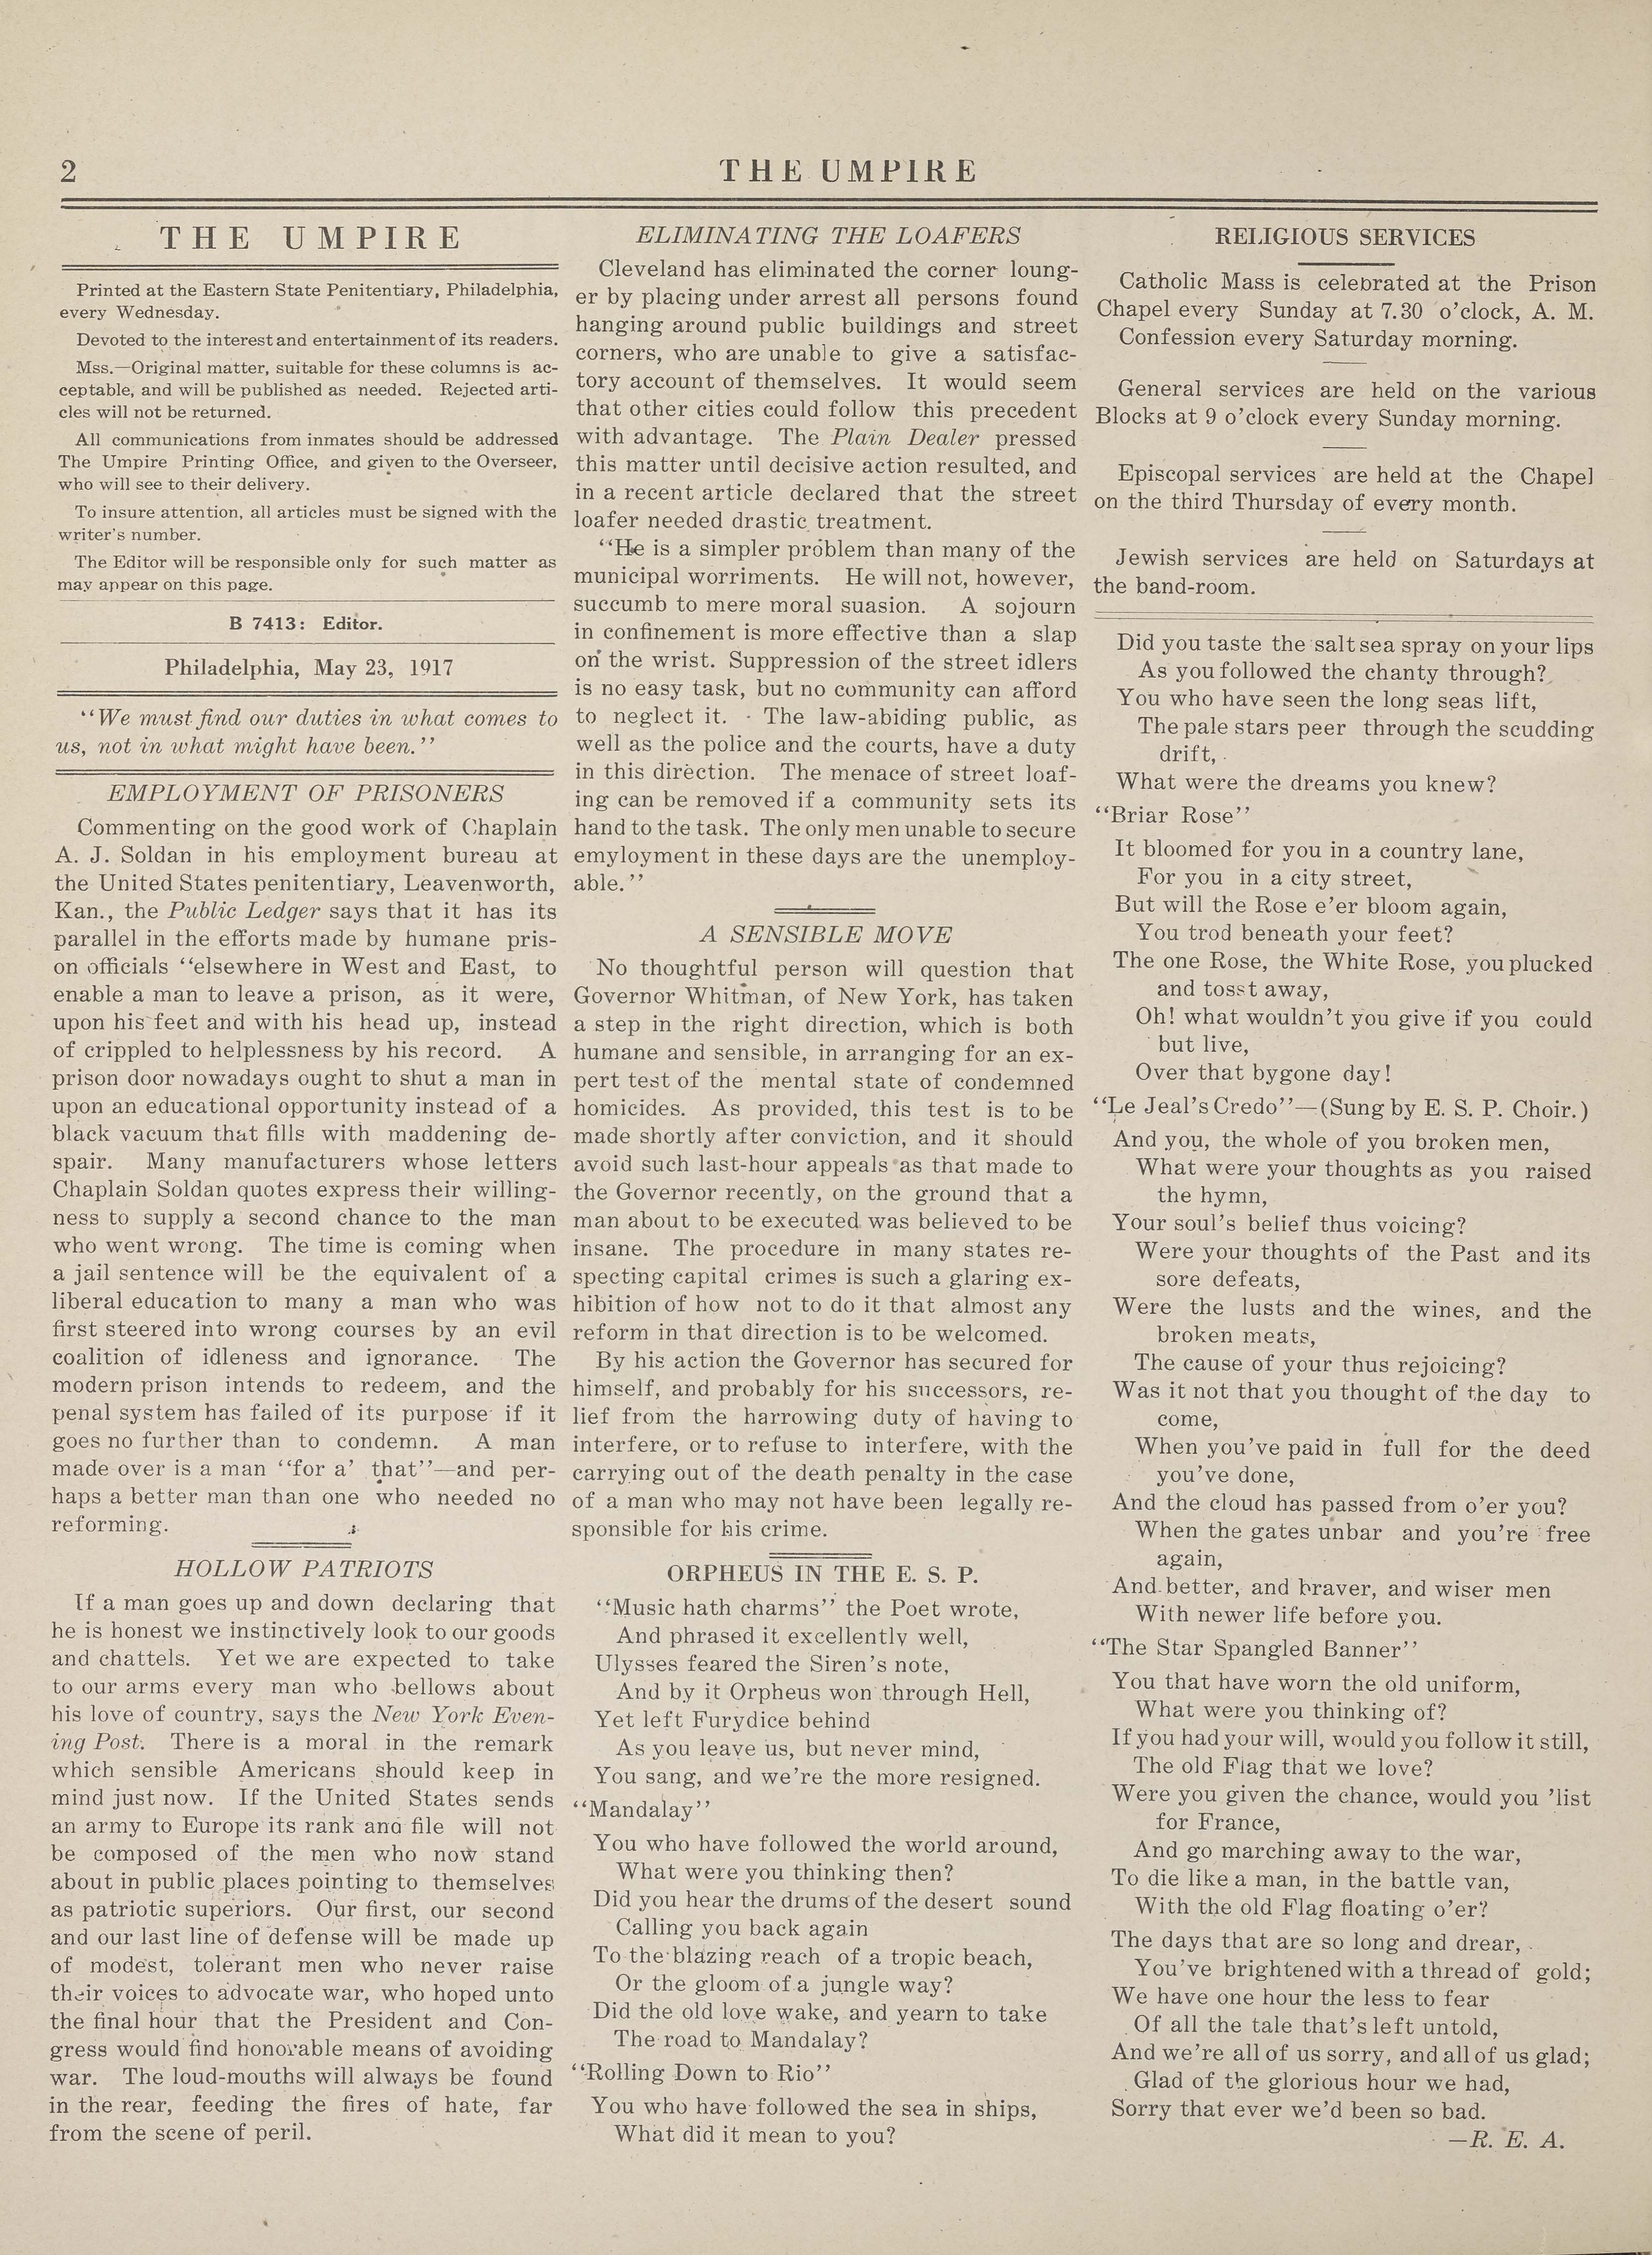 2
THE UMPIRE
THE UMPIRE
Printed at the Eastern State Penitentiary, Philadelphia,
every Wednesday.
Devoted to the interest and entertainment of its readers.
Mss.—Original matter, suitable for these columns is ac-
ceptable, and will be published as needed. Rejected arti-
cles will not be returned.
All communications from inmates should be addressed
The Umpire Printing Office, and given to the Overseer,
who will see to their delivery.
To insure attention, all articles must be signed with the
writer's number.
The Editor will be responsible only for such matter as
may appear on this page.
B 7413: Editor.
Philadelphia, May 23, 1917
"We must find our duties in what comes to
us, not in what might have been."
EMPLOYMENT OF PRISONERS
Commenting on the good work of Chaplain
A. J. Soldan in his employment bureau at
the United States penitentiary, Leavenworth,
Kan., the Public Ledger says that it has its
parallel in the efforts made by humane pris-
on officials "elsewhere in West and East, to
enable a man to leave a prison, as it were,
upon his feet and with his head up, instead
of crippled to helplessness by his record. A
prison door nowadays ought to shut a man in
upon an educational opportunity instead of a
black vacuum that fills with maddening de-
spair. Many manufacturers whose letters
Chaplain Soldan quotes express their willing-
ness to supply a second chance to the man
who went wrong. The time is coming when
a jail sentence will be the equivalent of a
liberal education to many a man who was
first steered into wrong courses by an evil
coalition of idleness and ignorance. The
modern prison intends to redeem, and the
penal system has failed of its purpose if it
goes no further than to condemn. A man
made over is a man "for a' that"—and per-
haps a better man than one who needed no
reforming.
HOLLOW PATRIOTS
If a man goes up and down declaring that
he is honest we instinctively look to our goods
and chattels. Yet we are expected to take
to our arms every man who bellows about
his love of country, says the New York Even-
ing Post. There is a moral in the remark
which sensible Americans should keep in
mind just now. If the United States sends
an army to Europe its rank and file will not
be composed of the men who now stand
about in public places pointing to themselves
as patriotic superiors. Our first, our second
and our last line of defense will be made up
of modest, tolerant men who never raise
their voices to advocate war, who hoped unto
the final hour that the President and Con-
gress would find honorable means of avoiding
war. The loud-mouths will always be found
in the rear, feeding the fires of hate, far
from the scene of peril.
ELIMINATING THE LOAFERS
Cleveland has eliminated the corner loung-
er by placing under arrest all persons found
hanging around public buildings and street
corners, who are unable to give a satisfac-
tory account of themselves. It would seem
that other cities could follow this precedent
with advantage. The Plain Dealer pressed
this matter until decisive action resulted, and
in a recent article declared that the street
loafer needed drastic treatment.
"He is a simpler problem than many of the
municipal worriments. He will not, however,
succumb to mere moral suasion. A sojourn
in confinement is more effective than a slap
on the wrist. Suppression of the street idlers
is no easy task, but no community can afford
to neglect it. The law-abiding public, as
well as the police and the courts, have a duty
in this direction. The menace of street loaf-
ing can be removed if a community sets its
hand to the task. The only men unable to secure
emyloyment in these days are the unemploy-
able."
A SENSIBLE MOVE
No thoughtful person will question that
Governor Whitman, of New York, has taken
a step in the right direction, which is both
humane and sensible, in arranging for an ex-
pert test of the mental state of condemned
homicides. As provided, this test is to be
made shortly after conviction, and it should
avoid such last-hour appeals as that made to
the Governor recently, on the ground that a
man about to be executed was believed to be
insane. The procedure in many states re-
specting capital crimes is such a glaring ex-
hibition of how not to do it that almost any
reform in that direction is to be welcomed.
By his action the Governor has secured for
himself, and probably for his successors, re-
lief from the harrowing duty of having to
interfere, or to refuse to interfere, with the
carrying out of the death penalty in the case
of a man who may not have been legally re-
sponsible for his crime.
ORPHEUS IN THE E. S. P.
"Music hath charms" the Poet wrote,
And phrased it excellently well,
Ulysses feared the Siren's note,
And by it Orpheus won through Hell,
Yet left Furydice behind
As you leave us, but never mind,
You sang, and we're the more resigned.
"Mandalay"
You who have followed the world around,
What were you thinking then?
Did you hear the drums of the desert sound
Calling you back again
To the blazing reach of a tropic beach,
Or the gloom of a jungle way?
Did the old love wake, and yearn to take
The road to Mandalay?
"Rolling Down to Rio"
You who have followed the sea in ships,
What did it mean to you?
RELIGIOUS SERVICES
Catholic Mass is celebrated at the Prison
Chapel every Sunday at 7.30 o'clock, A. M.
Confession every Saturday morning.
General services are held on the various
Blocks at 9 o'clock every Sunday morning.
Episcopal services are held at the Chapel
on the third Thursday of every month.
Jewish services are held on Saturdays at
the band-room.
Did you taste the salt sea spray on your lips
As you followed the chanty through?
You who have seen the long seas lift,
The pale stars peer through the scudding
drift,
What were the dreams you knew?
"Briar Rose"
It bloomed for you in a country lane,
For you in a city street,
But will the Rose e'er bloom again,
You trod beneath your feet?
The one Rose, the White Rose, you plucked
and tosst away,
Oh! what wouldn't you give if you could
but live,
Over that bygone day!
"Le Jeal's Credo"—(Sung by E. S. P. Choir.)
And you, the whole of you broken men,
What were your thoughts as you raised
the hymn,
Your soul's belief thus voicing?
Were your thoughts of the Past and its
sore defeats,
Were the lusts and the wines, and the
broken meats,
The cause of your thus rejoicing?
Was it not that you thought of the day to
come,
When you've paid in full for the deed
you've done,
And the cloud has passed from o'er you?
When the gates unbar and you're free
again,
And better, and braver, and wiser men
With newer life before you.
"The Star Spangled Banner"
You that have worn the old uniform,
What were you thinking of?
If you had your will, would you follow it still,
The old Flag that we love?
Were you given the chance, would you 'list
for France,
And go marching away to the war,
To die like a man, in the battle van,
With the old Flag floating o'er?
The days that are so long and drear,
You've brightened with a thread of gold;
We have one hour the less to fear
Of all the tale that's left untold,
And we're all of us sorry, and all of us glad;
Glad of the glorious hour we had,
Sorry that ever we'd been so bad.
—R. E. A.